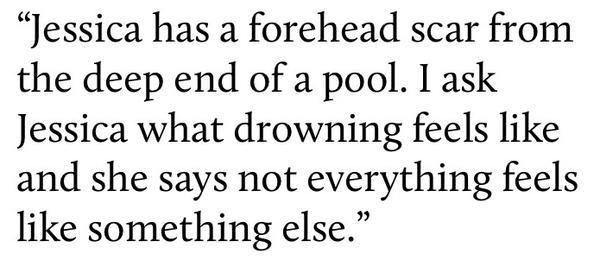 “Jessica has a forehead scar from
the deep end of a pool. I ask
Jessica what drowning feels like
and she says not everything feels
like something else.”